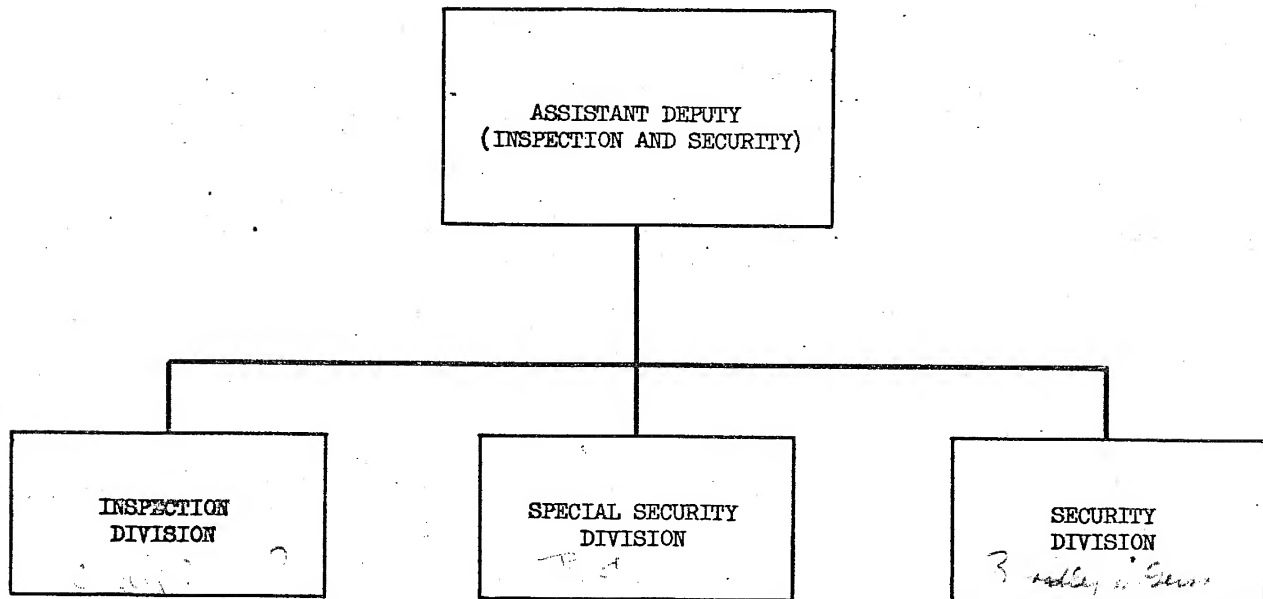 ASSISTANT DEPUTY
(INSPECTION AND SECURITY)
INSPECTION
DIVISION
SPECIAL SECURITY
DIVISION
SECURITY
DIVISION